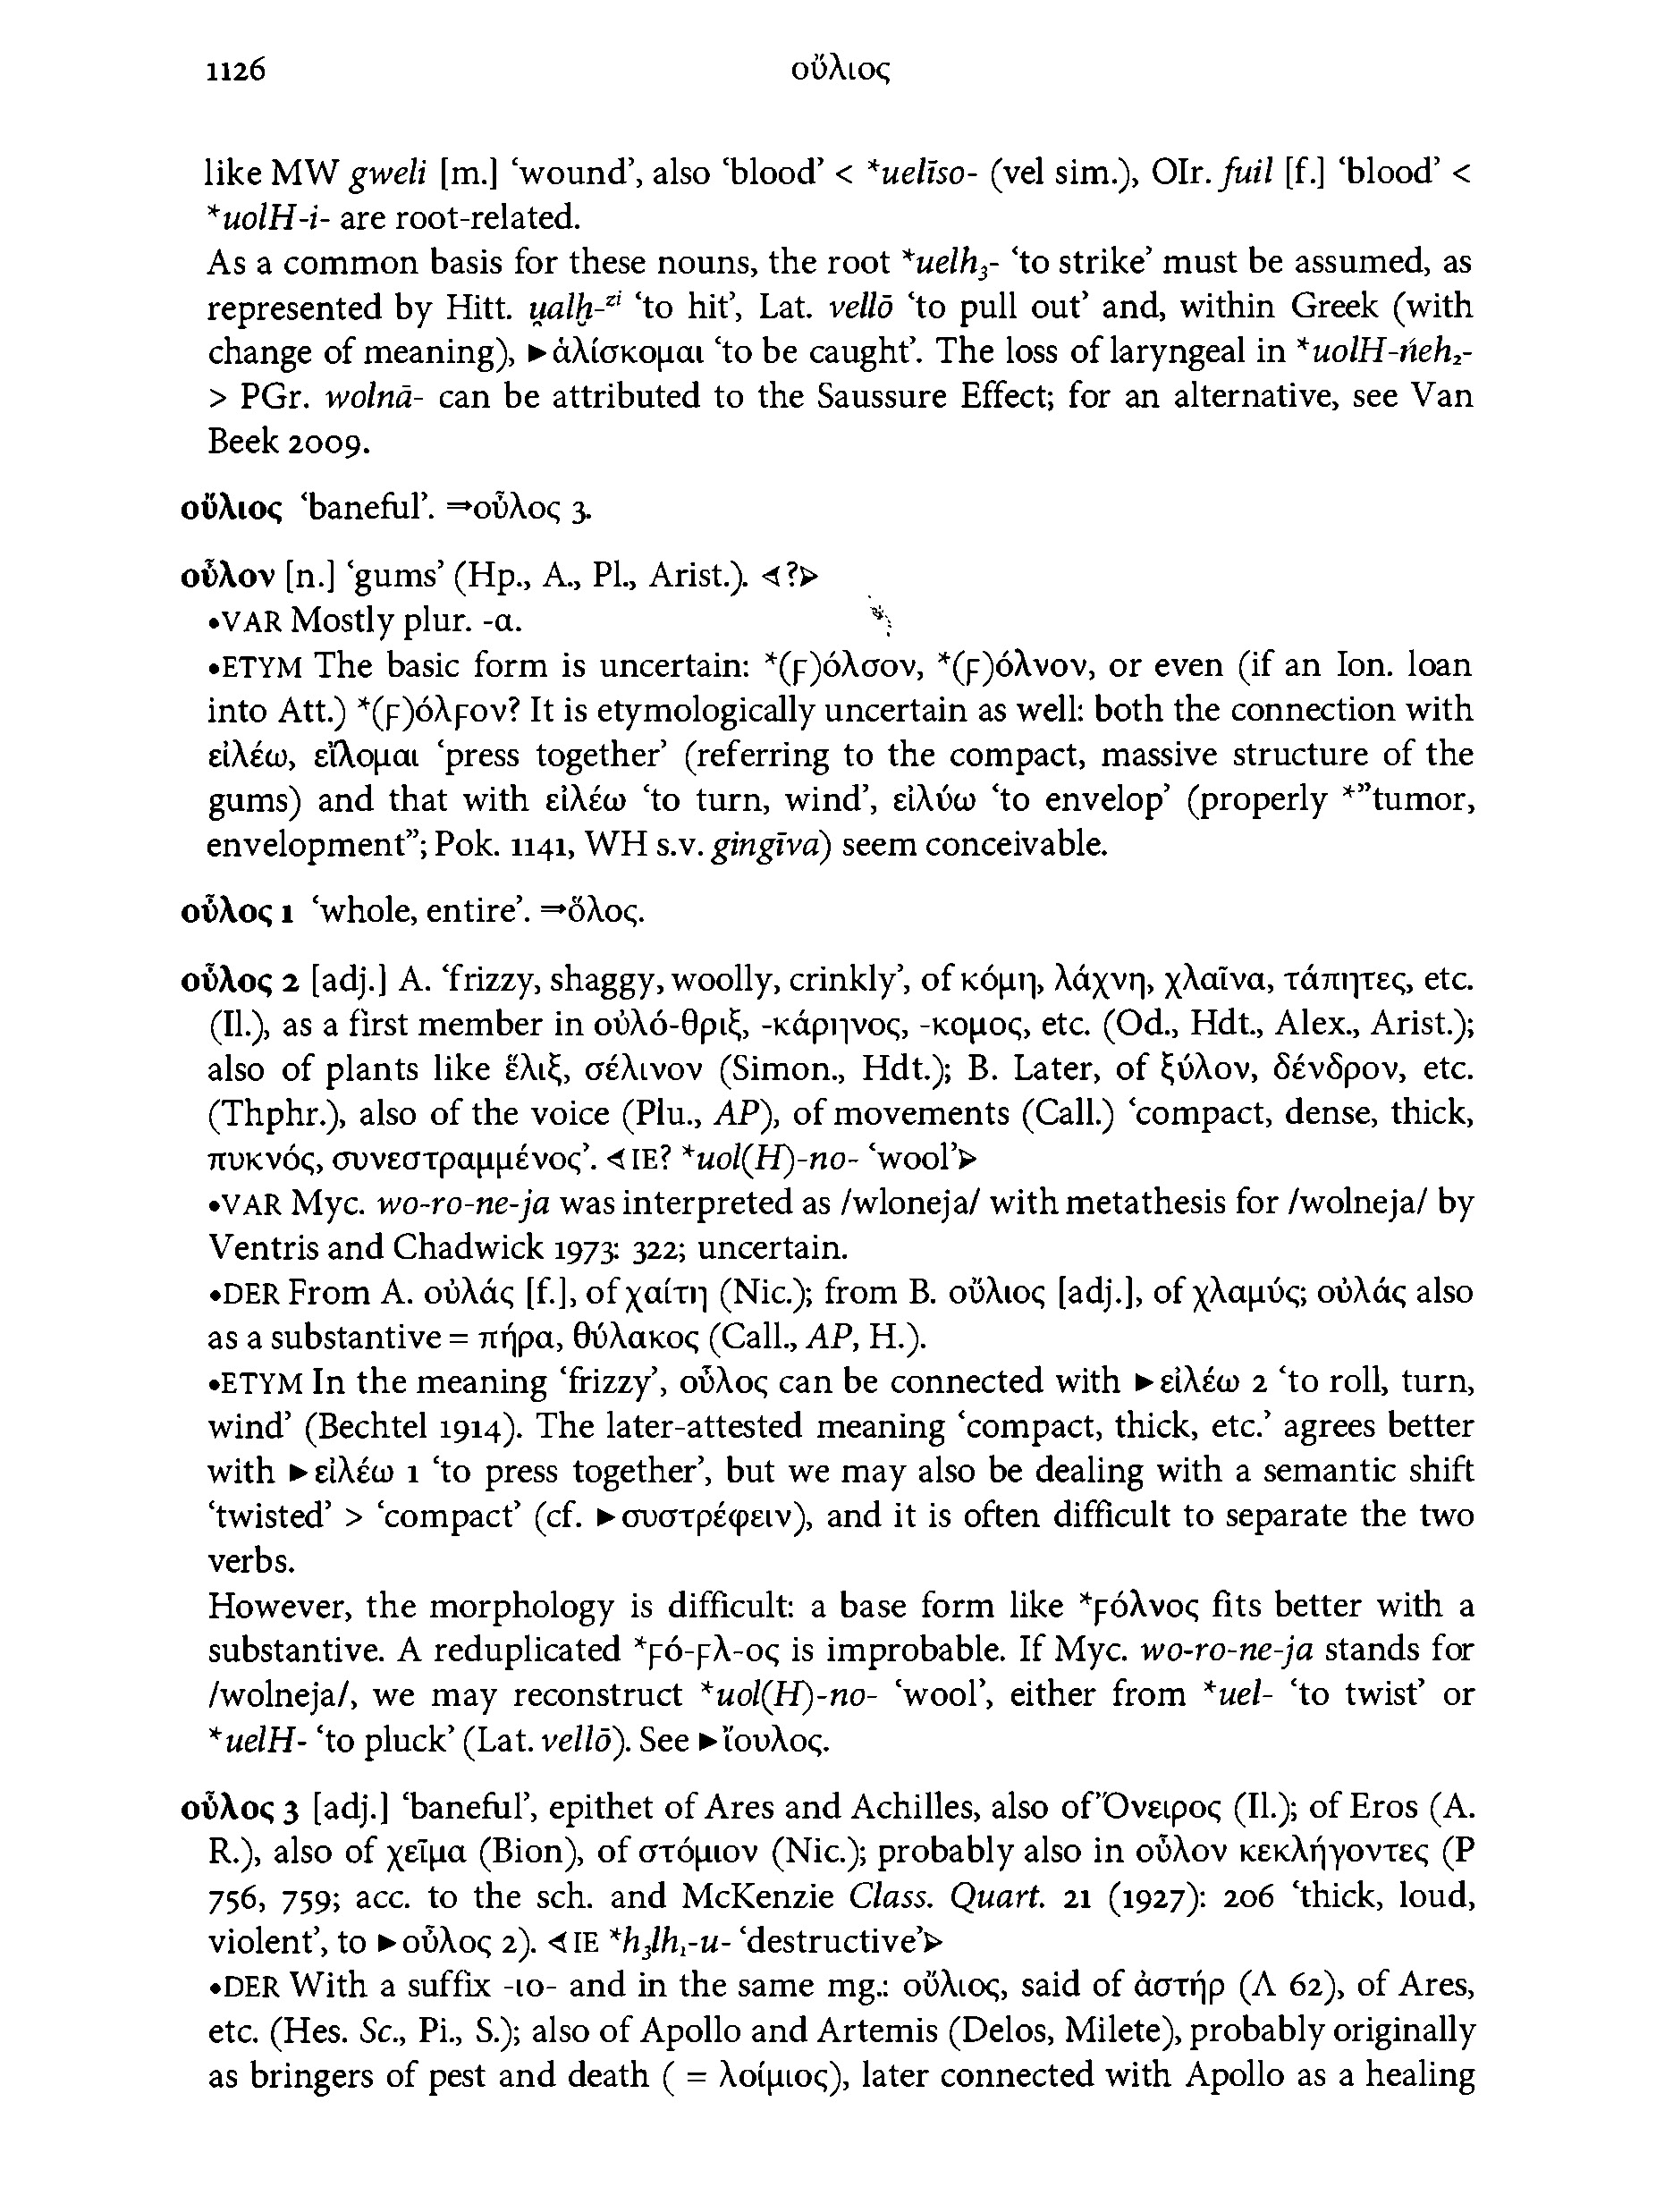 1126
οὔλιος
like MW gweli [m.] ‘wound’, also ‘blood’ < *uelīso- (vel sim.), OIr. fuil [f.] ‘blood’ <
*uolH-i- are root-related.
As a common basis for these nouns, the root *uelh₃- ‘to strike’ must be assumed, as
represented by Hitt. u̯alḫ-ᶻⁱ ‘to hit’, Lat. vellō ‘to pull out’ and, within Greek (with
change of meaning), ►ἁλίσκομαι ‘to be caught’. The loss of laryngeal in *uolH-néh₂-
> PGr. wolnā- can be attributed to the Saussure Effect; for an alternative, see Van
Beek 2009.
οὔλιος ‘baneful’. ⇒οὖλος 3.
οὖλον [n.] ‘gums’ (Hp., A., Pl., Arist.). ◁?▷
•VAR Mostly plur. -α.
•ETYM The basic form is uncertain: *(ϝ)όλσον, *(ϝ)όλνον, or even (if an Ion. loan
into Att.) *(ϝ)όλϝον? It is etymologically uncertain as well: both the connection with
εἰλέω, εἴλομαι ‘press together’ (referring to the compact, massive structure of the
gums) and that with εἰλέω ‘to turn, wind’, εἰλύω ‘to envelop’ (properly *”tumor,
envelopment”; Pok. 1141, WH s.v. gingīva) seem conceivable.
οὖλος 1 ‘whole, entire’. ⇒ὅλος.
οὖλος 2 [adj.] A. ‘frizzy, shaggy, woolly, crinkly’, of κόμη, λάχνη, χλαῖνα, τάπητες, etc.
(Il.), as a first member in οὐλό-θριξ, -κάρηνος, -κομος, etc. (Od., Hdt., Alex., Arist.);
also of plants like ἕλιξ, σέλινον (Simon., Hdt.); B. Later, of ξύλον, δένδρον, etc.
(Thphr.), also of the voice (Plu., AP), of movements (Call.) ‘compact, dense, thick,
πυκνός, συνεστραμμένος’. ◁IE? *uol(H)-no- ‘wool’▷
•VAR Myc. wo-ro-ne-ja was interpreted as /wloneja/ with metathesis for /wolneja/ by
Ventris and Chadwick 1973: 322; uncertain.
•DER From A. οὐλάς [f.], of χαίτη (Nic.); from B. οὔλιος [adj.], of χλαμύς; οὐλάς also
as a substantive = πήρα, θύλακος (Call., AP, H.).
•ETYM In the meaning ‘frizzy’, οὖλος can be connected with ►εἰλέω 2 ‘to roll, turn,
wind’ (Bechtel 1914). The later-attested meaning ‘compact, thick, etc.’ agrees better
with ►εἰλέω 1 ‘to press together’, but we may also be dealing with a semantic shift
‘twisted’ > ‘compact’ (cf. ►συστρέφειν), and it is often difficult to separate the two
verbs.
However, the morphology is difficult: a base form like *ϝόλνος fits better with a
substantive. A reduplicated *ϝό-ϝλ-ος is improbable. If Myc. wo-ro-ne-ja stands for
/wolneja/, we may reconstruct *uol(H)-no- ‘wool’, either from *uel- ‘to twist’ or
*uelH- ‘to pluck’ (Lat. vellō). See ►ἴουλος.
οὖλος 3 [adj.] ‘baneful’, epithet of Ares and Achilles, also of Ὄνειρος (Il.); of Eros (A.
R.), also of χεῖμα (Bion), of στόμιον (Nic.); probably also in οὖλον κεκλήγοντες (P
756, 759; acc. to the sch. and McKenzie Class. Quart. 21 (1927): 206 ‘thick, loud,
violent’, to ►οὖλος 2). ◁IE *h₃lh₁-u- ‘destructive’▷
•DER With a suffix -ιο- and in the same mg.: οὔλιος, said of ἀστήρ (Λ 62), of Ares,
etc. (Hes. Sc., Pi., S.); also of Apollo and Artemis (Delos, Milete), probably originally
as bringers of pest and death ( = λοίμιος), later connected with Apollo as a healing